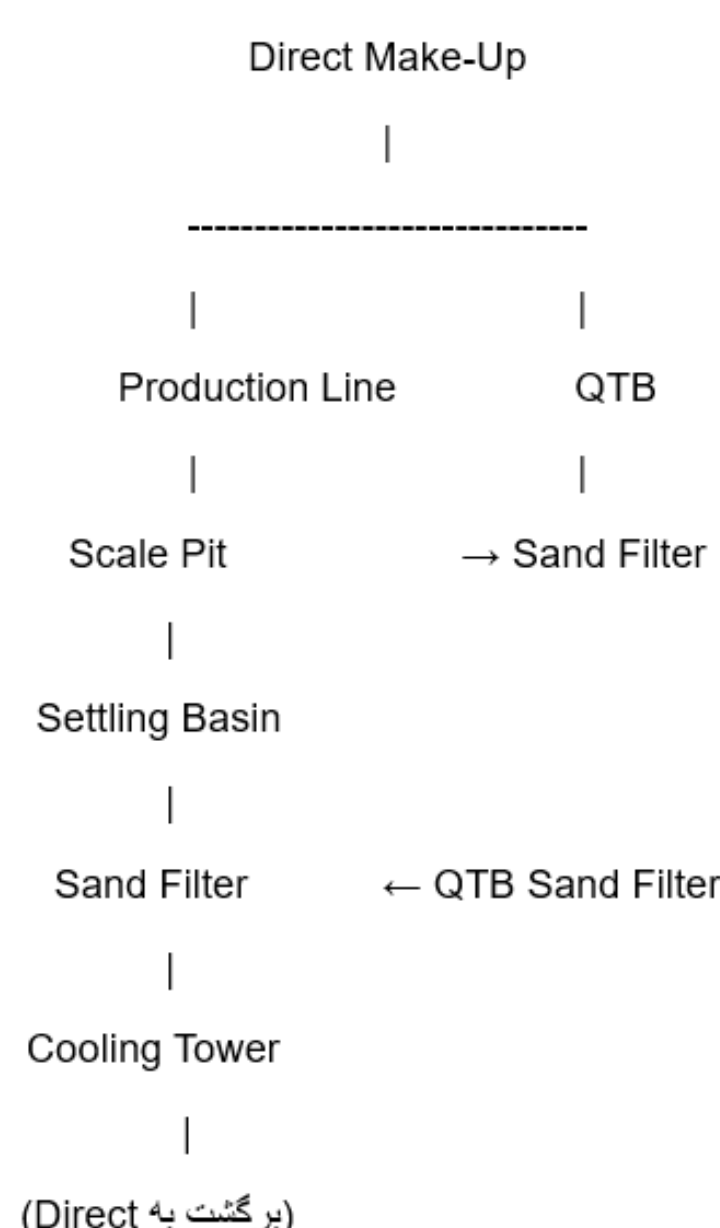 Direct Make-Up
|
------------------------------
| |
Production Line QTB
| |
Scale Pit → Sand Filter
|
Settling Basin
|
Sand Filter ← QTB Sand Filter
|
Cooling Tower
|
(برگشت به Direct)